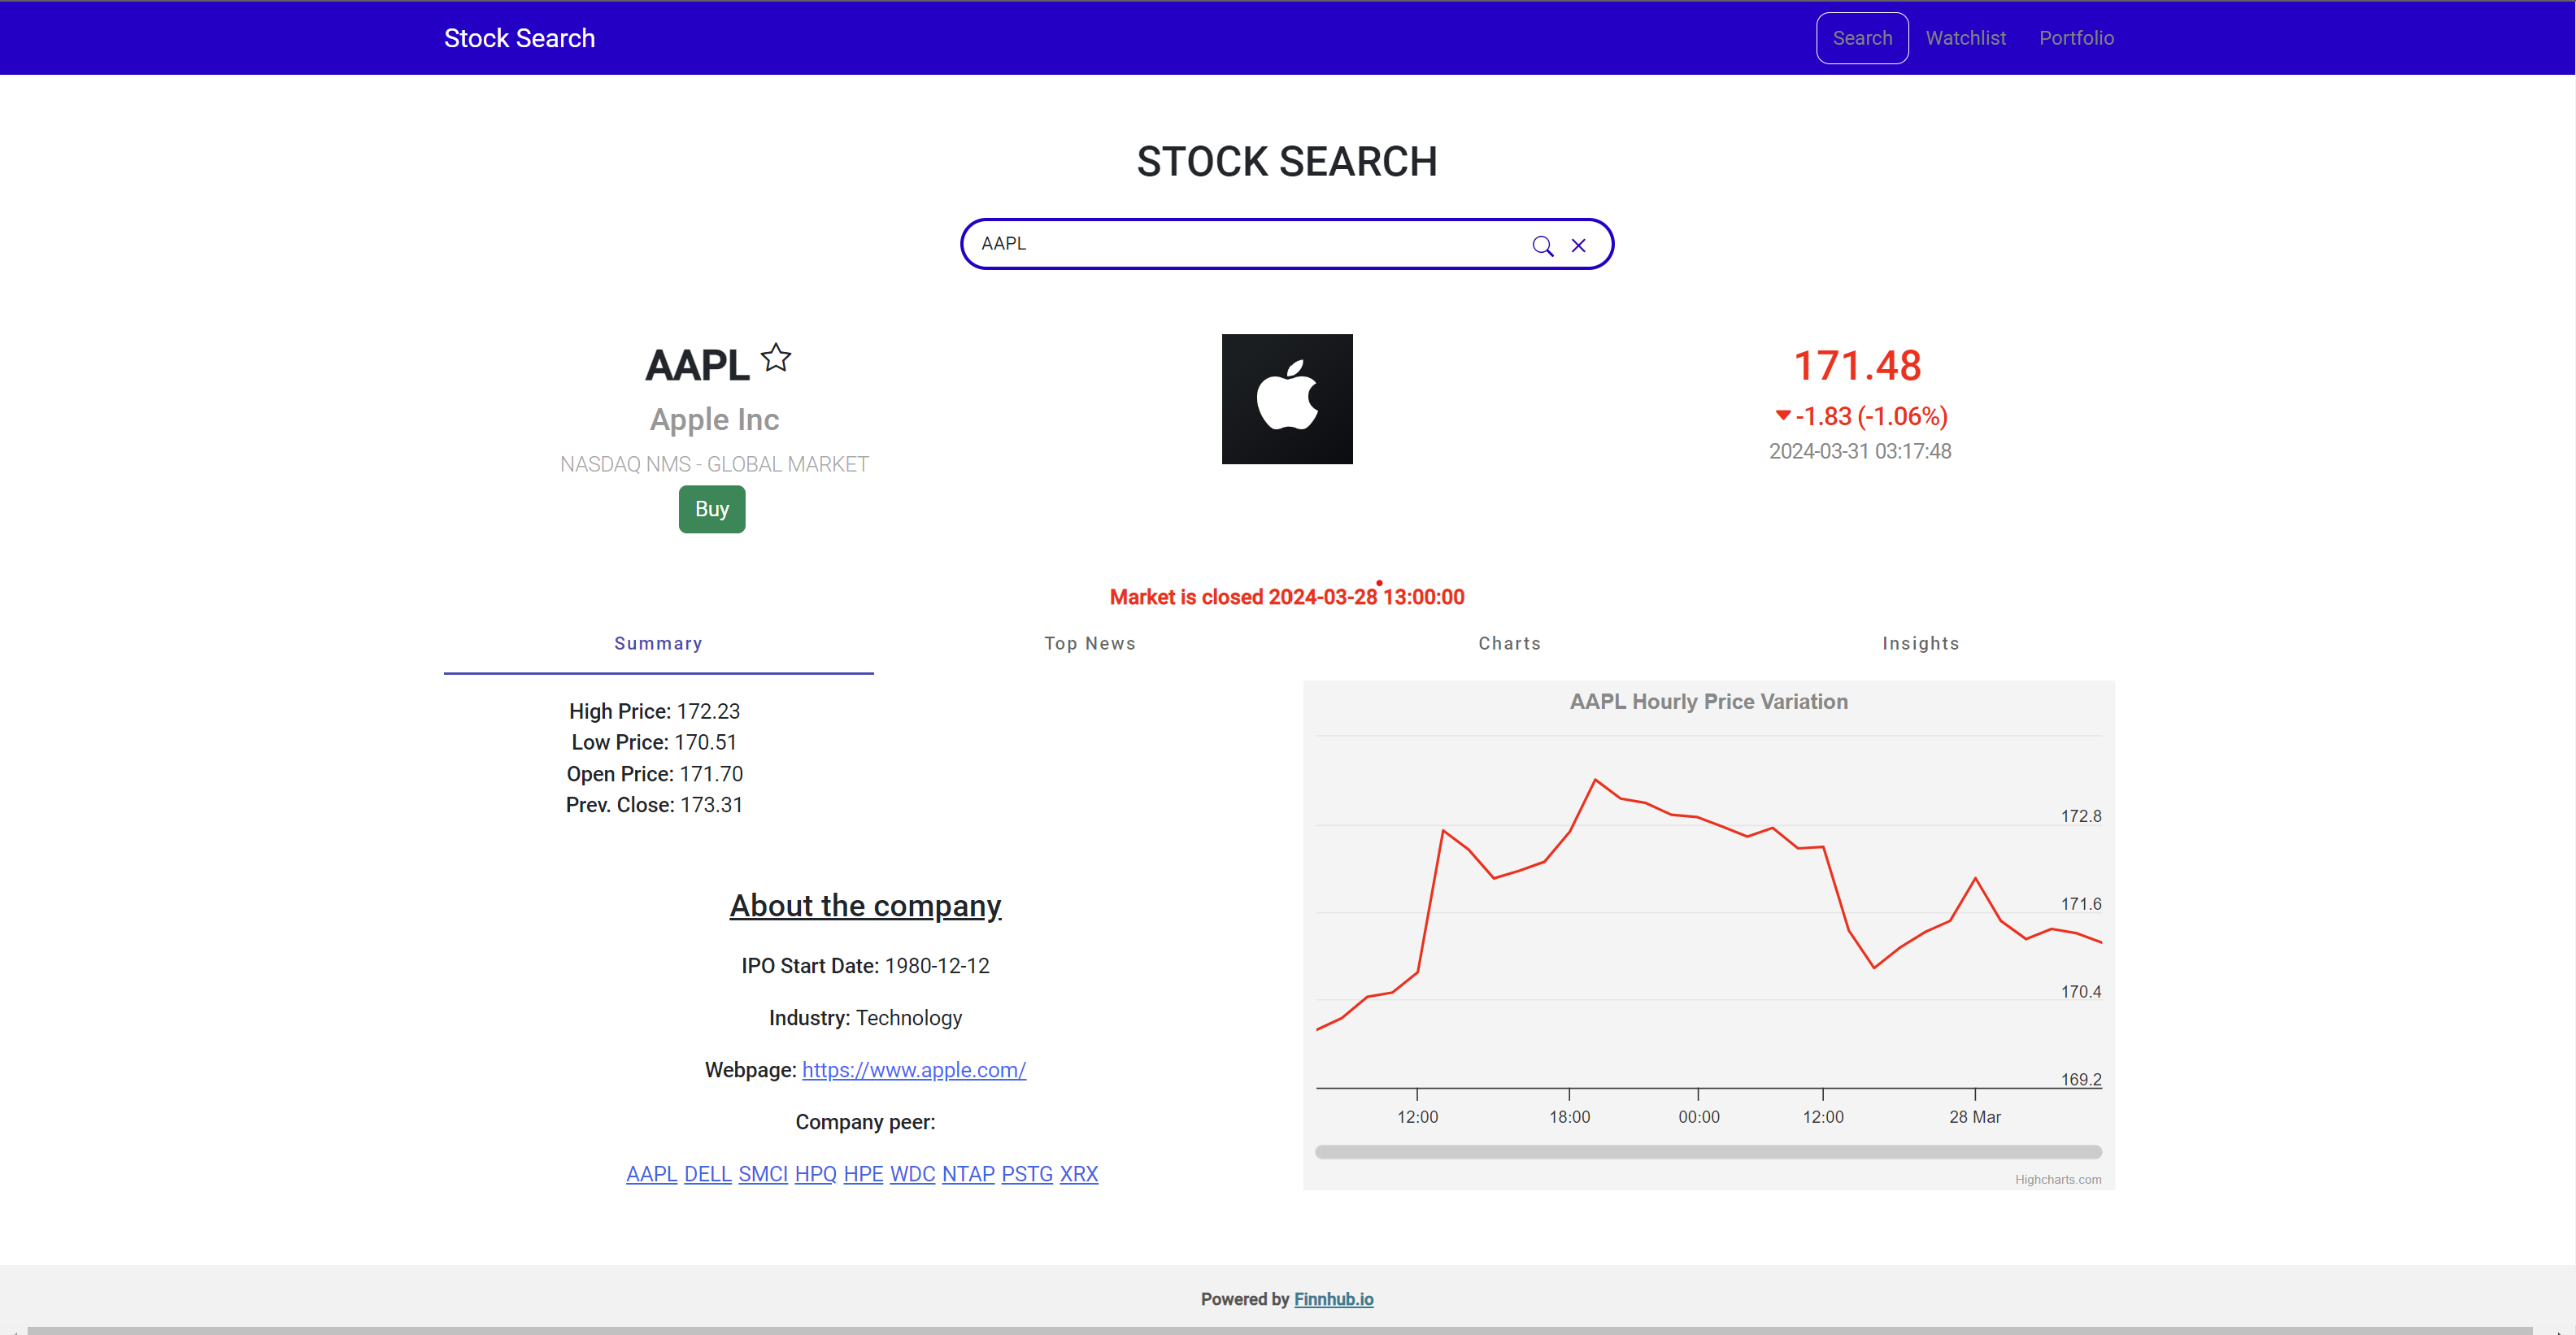 Stock Search
Search Watchlist Portfolio
STOCK SEARCH
AAPL
AAPL
Apple Inc
NASDAQ NMS - GLOBAL MARKET
Buy
171.48
-1.83 (-1.06%)
2024-03-31 03:17:48
Market is closed 2024-03-28 13:00:00
Summary Top News Charts Insights
High Price: 172.23
Low Price: 170.51
Open Price: 171.70
Prev. Close: 173.31
About the company
IPO Start Date: 1980-12-12
Industry: Technology
Webpage: https://www.apple.com/
Company peer:
AAPL DELL SMCI HPQ HPE WDC NTAP PSTG XRX
AAPL Hourly Price Variation
172.8
171.6
170.4
169.2
12:00 18:00 00:00 12:00 28 Mar
Highcharts.com
Powered by Finnhub.io